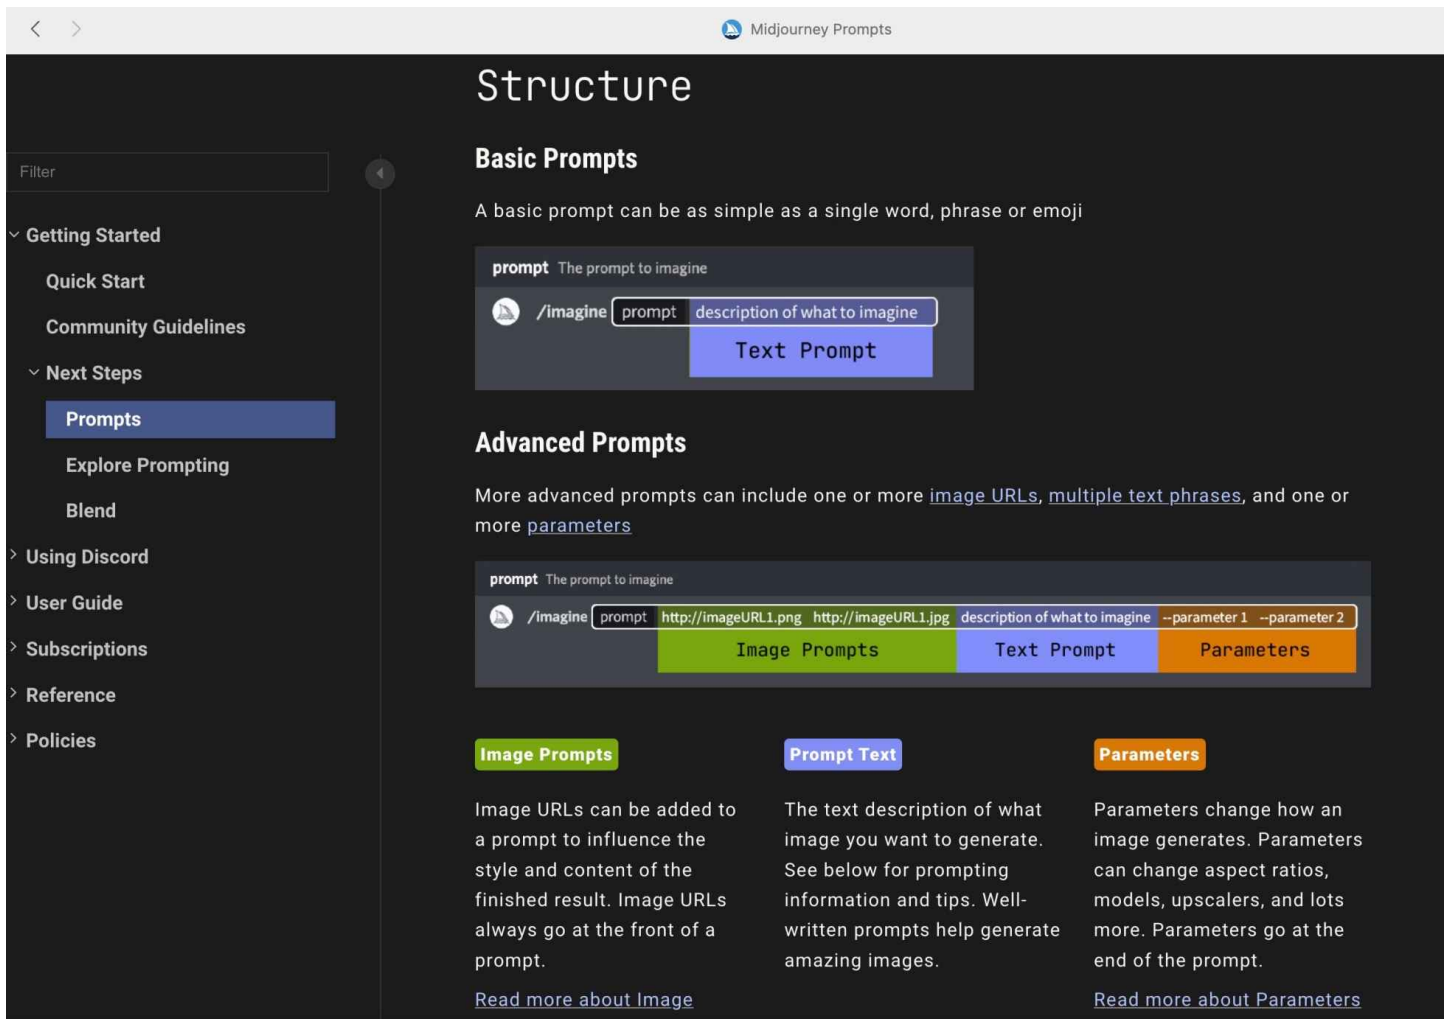 Midjourney Prompts
Filter
Getting Started
Quick Start
Community Guidelines
Next Steps
Prompts
Explore Prompting
Blend
Using Discord
User Guide
Subscriptions
Reference
Policies
Structure
Basic Prompts
A basic prompt can be as simple as a single word, phrase or emoji
prompt The prompt to imagine
/imagine prompt description of what to imagine
Text Prompt
Advanced Prompts
More advanced prompts can include one or more image URLs, multiple text phrases, and one or
more parameters
prompt The prompt to imagine
/imagine prompt http://imageURL1.png http://imageURL1.jpg description of what to imagine --parameter 1 --parameter 2
Image Prompts Text Prompt Parameters
Image Prompts
Image URLs can be added to
a prompt to influence the
style and content of the
finished result. Image URLs
always go at the front of a
prompt.
Read more about Image
Prompt Text
The text description of what
image you want to generate.
See below for prompting
information and tips. Well-
written prompts help generate
amazing images.
Parameters
Parameters change how an
image generates. Parameters
can change aspect ratios,
models, upscalers, and lots
more. Parameters go at the
end of the prompt.
Read more about Parameters